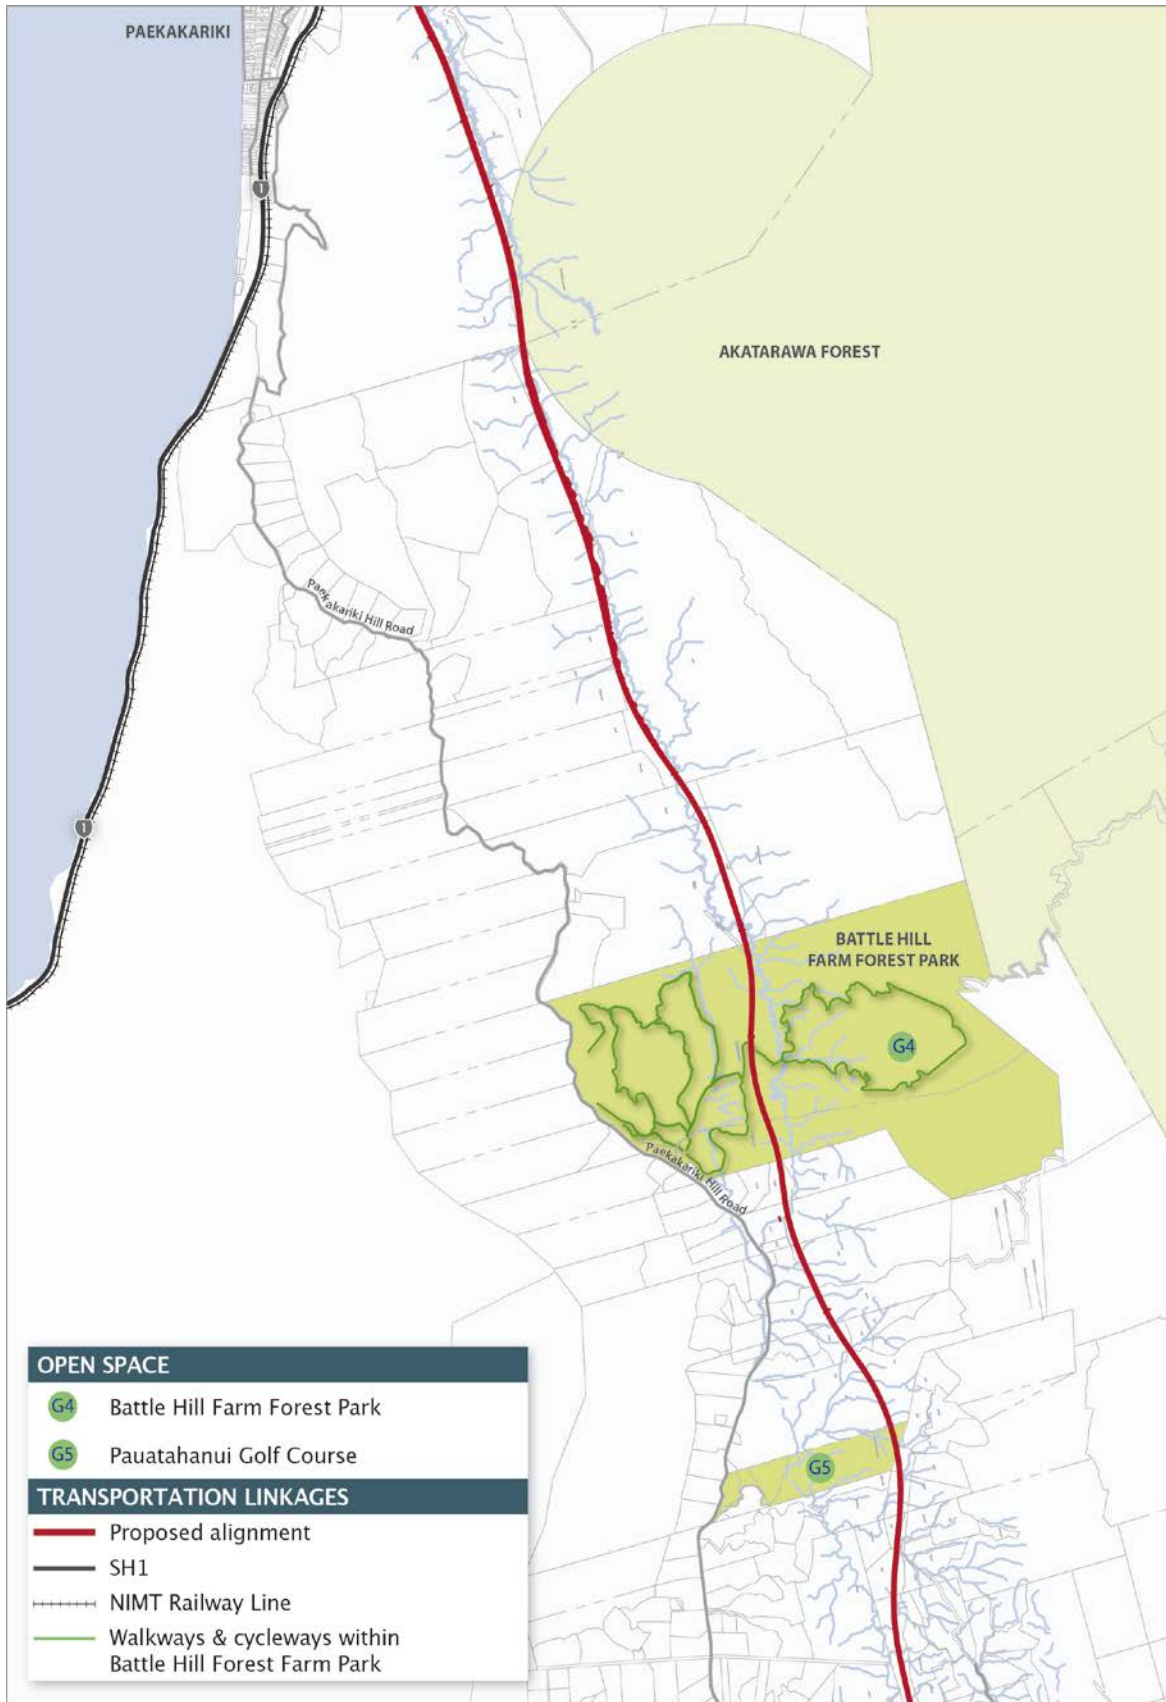 PAEKAKARIKI
1
AKATARAWA FOREST
Paekakariki Hill Road
1
BATTLE HILL
FARM FOREST PARK
G4
Paekakariki Hill Road
G5
OPEN SPACE
G4 Battle Hill Farm Forest Park
G5 Pauatahanui Golf Course
TRANSPORTATION LINKAGES
Proposed alignment
SH1
NIMT Railway Line
Walkways & cycleways within
Battle Hill Forest Farm Park